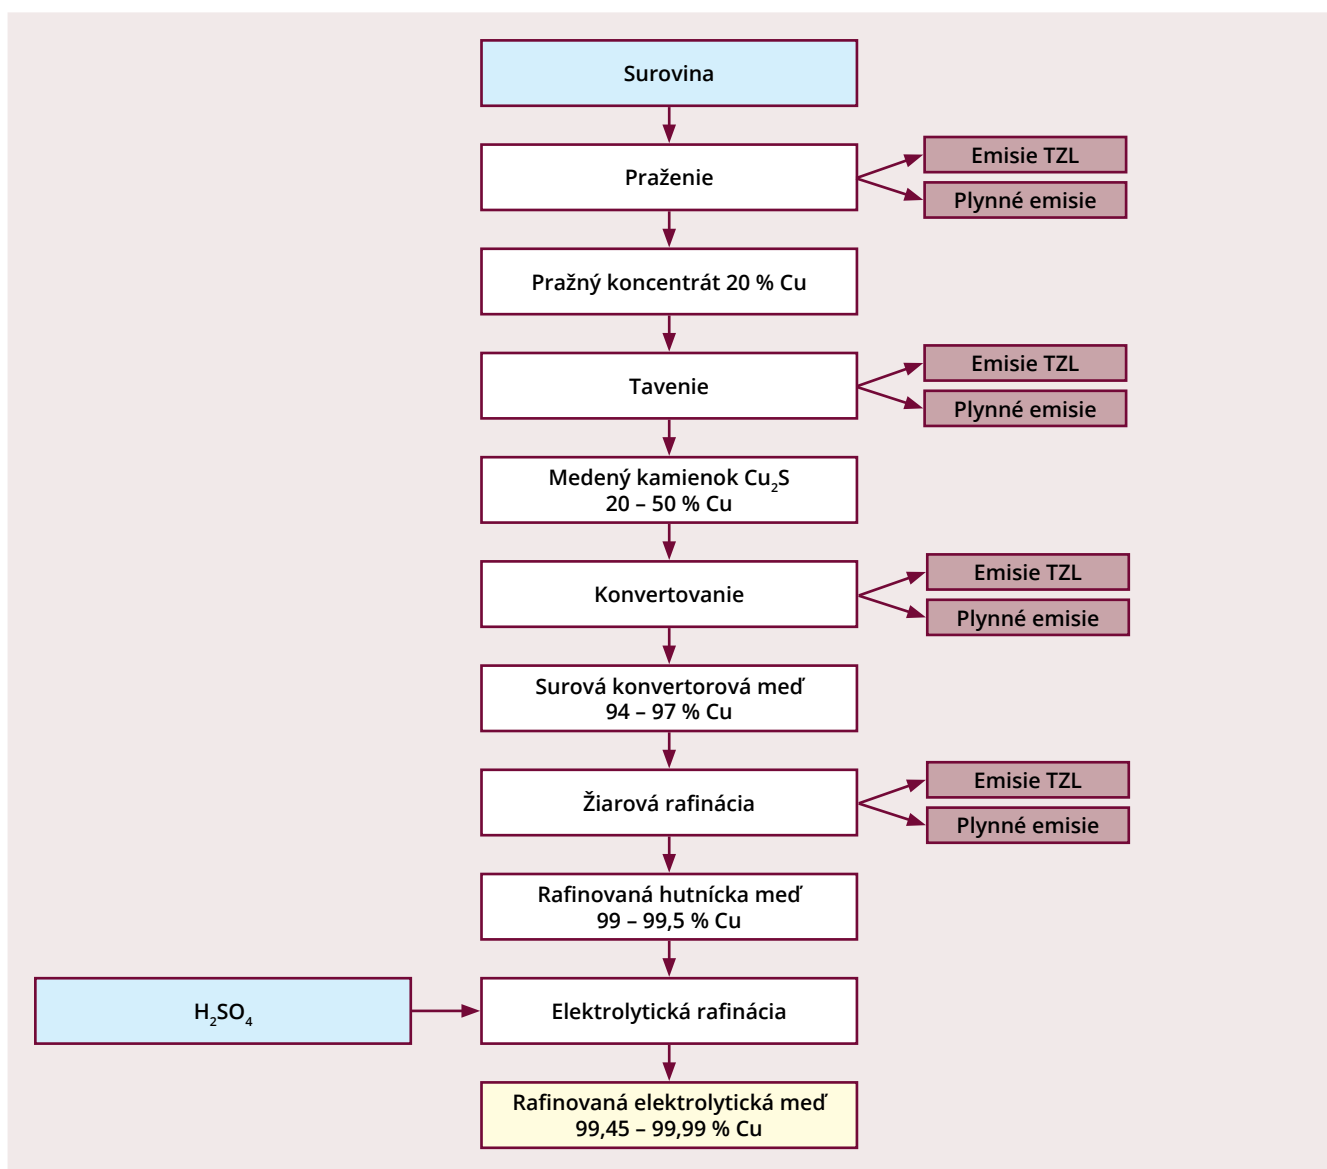 Surovina
Praženie
Emisie TZL
Plynné emisie
Pražný koncentrát 20 % Cu
Tavenie
Emisie TZL
Plynné emisie
Medený kamienok Cu₂S
20 – 50 % Cu
Konvertovanie
Emisie TZL
Plynné emisie
Surová konvertorová meď
94 – 97 % Cu
Žiarová rafinácia
Emisie TZL
Plynné emisie
Rafinovaná hutnícka meď
99 – 99,5 % Cu
H₂SO₄
Elektrolytická rafinácia
Rafinovaná elektrolytická meď
99,45 – 99,99 % Cu